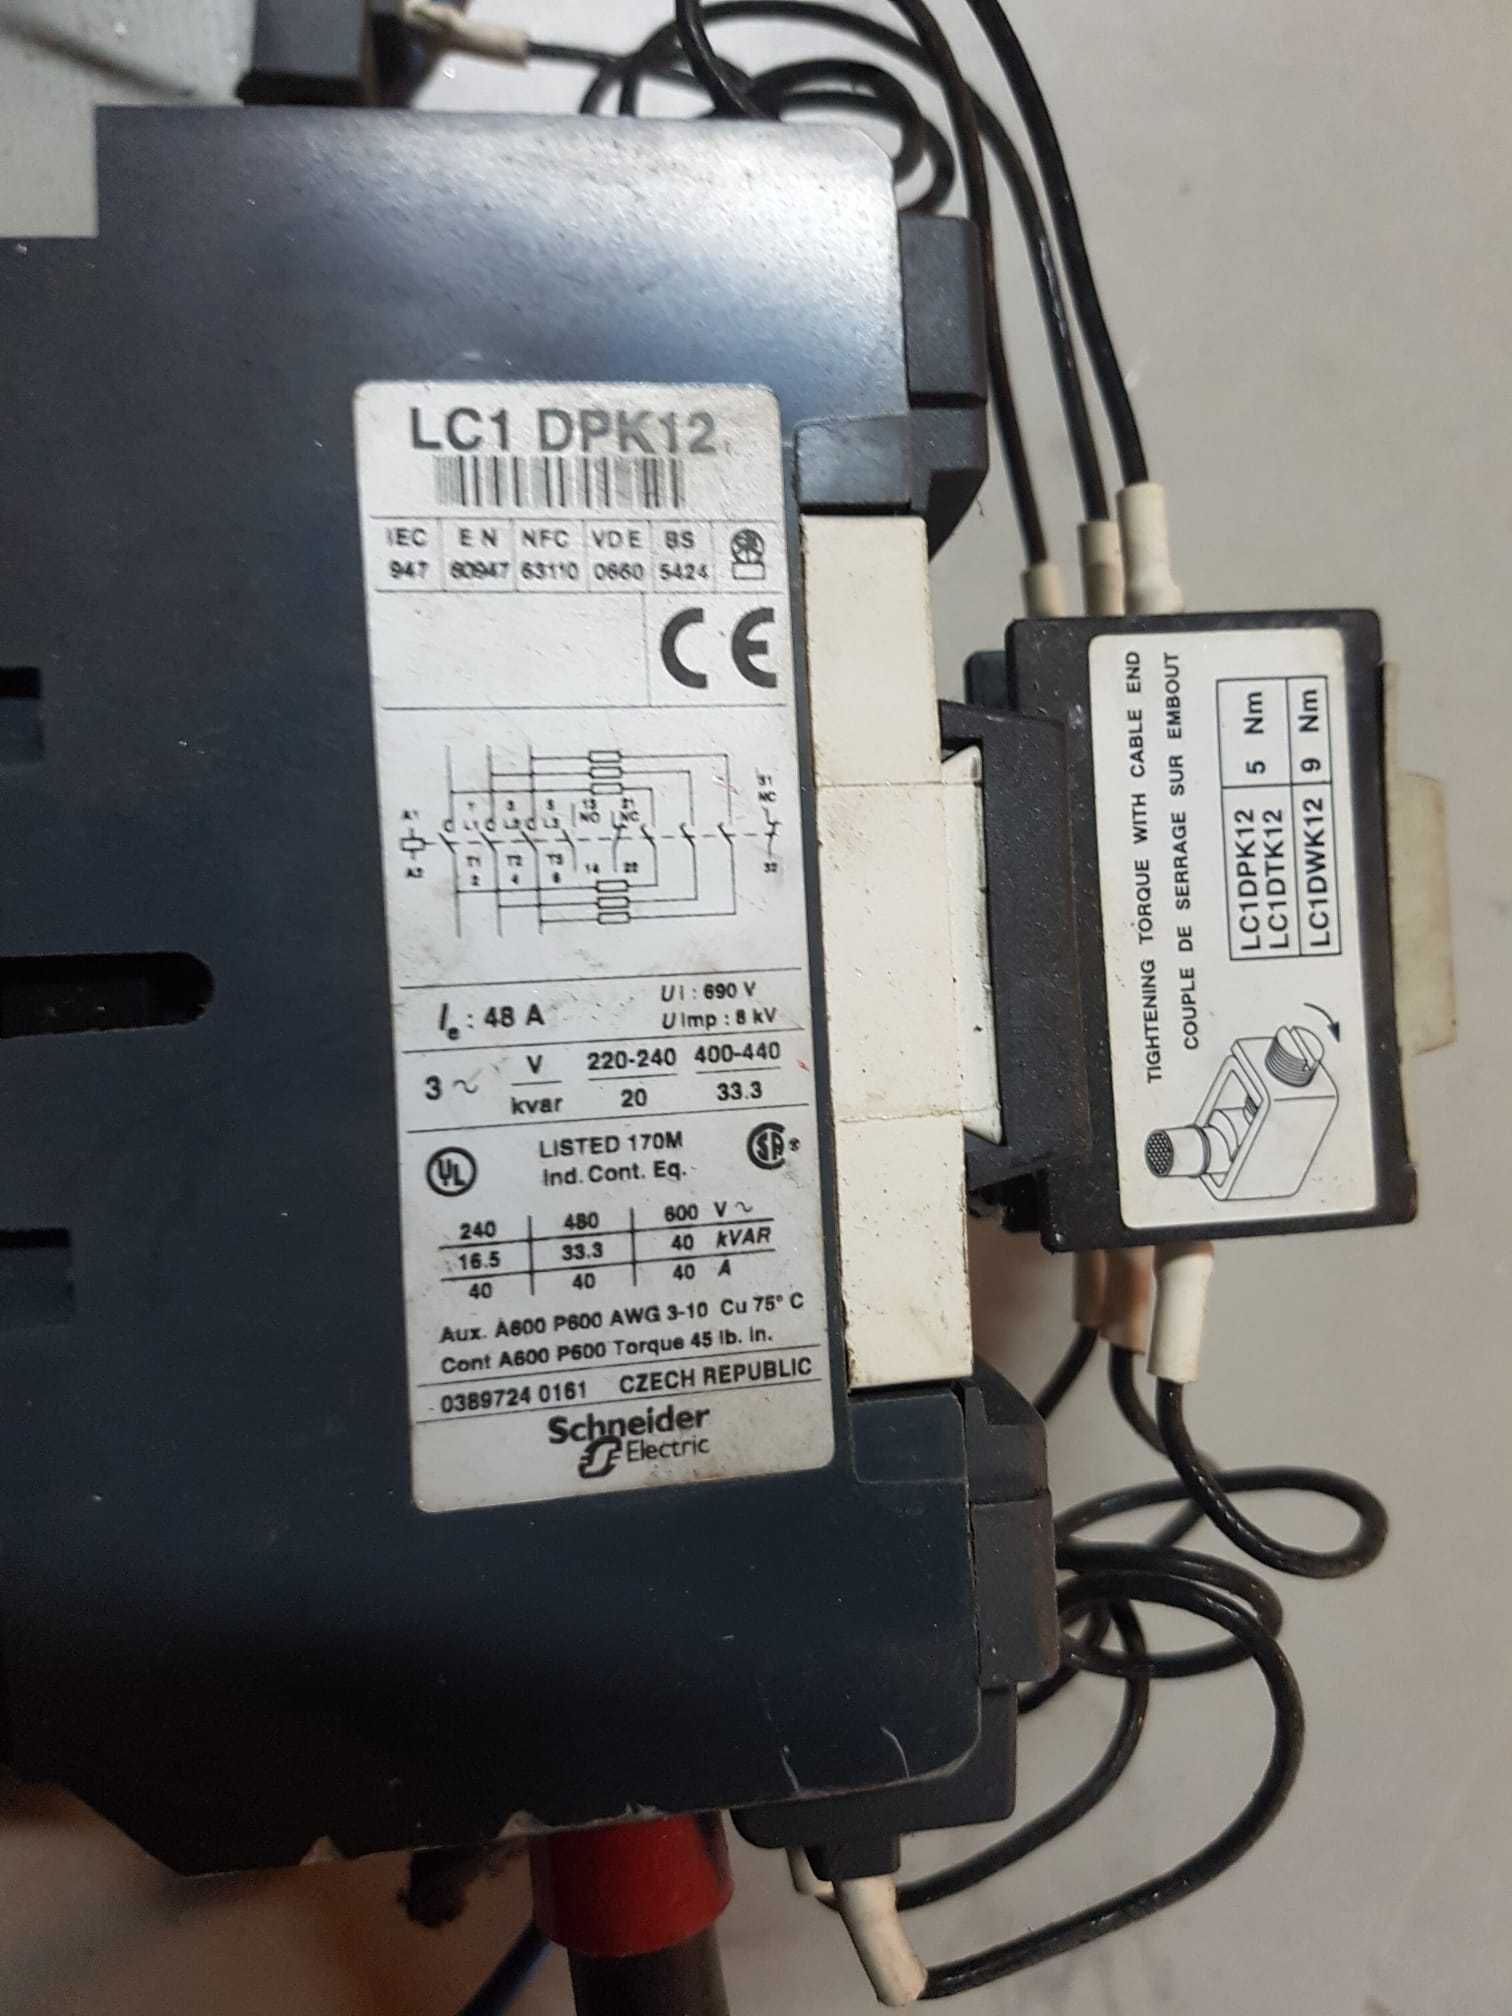 LC1 DPK12
IEC EN NFC VDE BS
947 60947 63110 0660 5424
CE
A1 1 3 5 13 21 31
L1 L2 L3 NO NC NC
A2 T1 T2 T3 14 22 32
2 4 6
Ie : 48 A
Ui : 690 V
U imp : 8 kV
3 ~ V 220-240 400-440
kvar 20 33.3
UL LISTED 170M
Ind. Cont. Eq.
SA ®
240 480 600 V ~
16.5 33.3 40 kVAR
40 40 40 A
Aux. A600 P600 AWG 3-10 Cu 75° C
Cont A600 P600 Torque 45 lb. in.
0389724 0161 CZECH REPUBLIC
Schneider
Electric
TIGHTENING TORQUE WITH CABLE END
COUPLE DE SERRAGE SUR EMBOUT
LC1DPK12 5 Nm
LC1DTK12
LC1DWK12 9 Nm